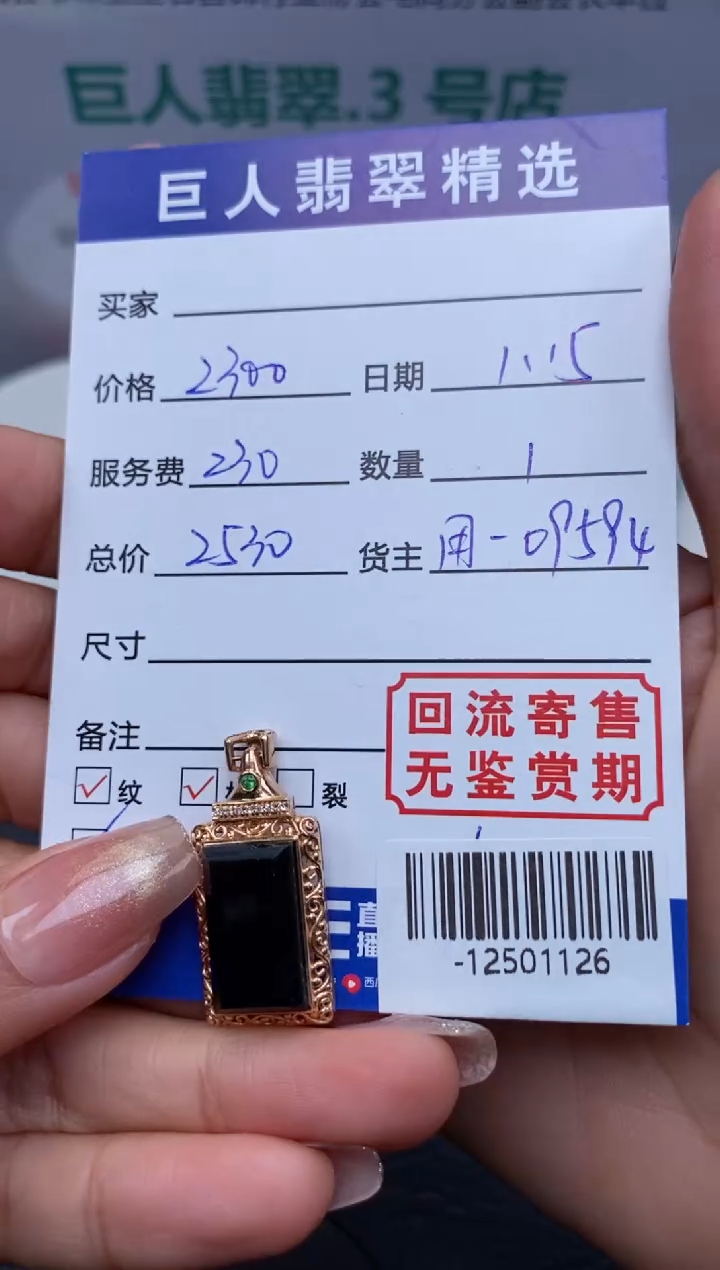 巨人翡翠.3 号店
巨人翡翠精选
买家
价格 2300 日期 1.15
服务费 230 数量 1
总价 2530 货主
尺寸
备注
回流寄售
无鉴赏期
纹 裂
直
播
-12501126